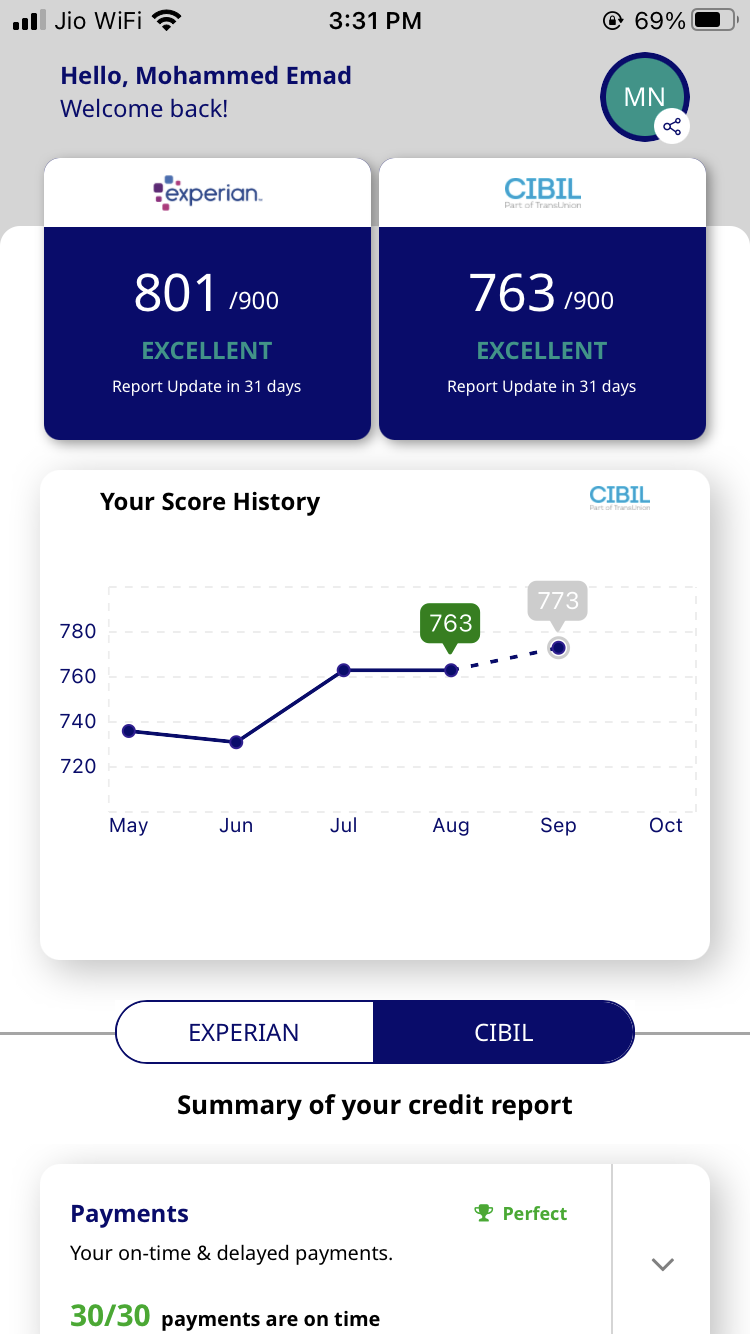 Jio WiFi 3:31 PM 69%
Hello, Mohammed Emad
Welcome back!
MN
experian
CIBIL
Part of TransUnion
801 /900
EXCELLENT
Report Update in 31 days
763 /900
EXCELLENT
Report Update in 31 days
Your Score History
CIBIL
Part of TransUnion
763
773
780
760
740
720
May Jun Jul Aug Sep Oct
EXPERIAN CIBIL
Summary of your credit report
Payments
Perfect
Your on-time & delayed payments.
30/30 payments are on time